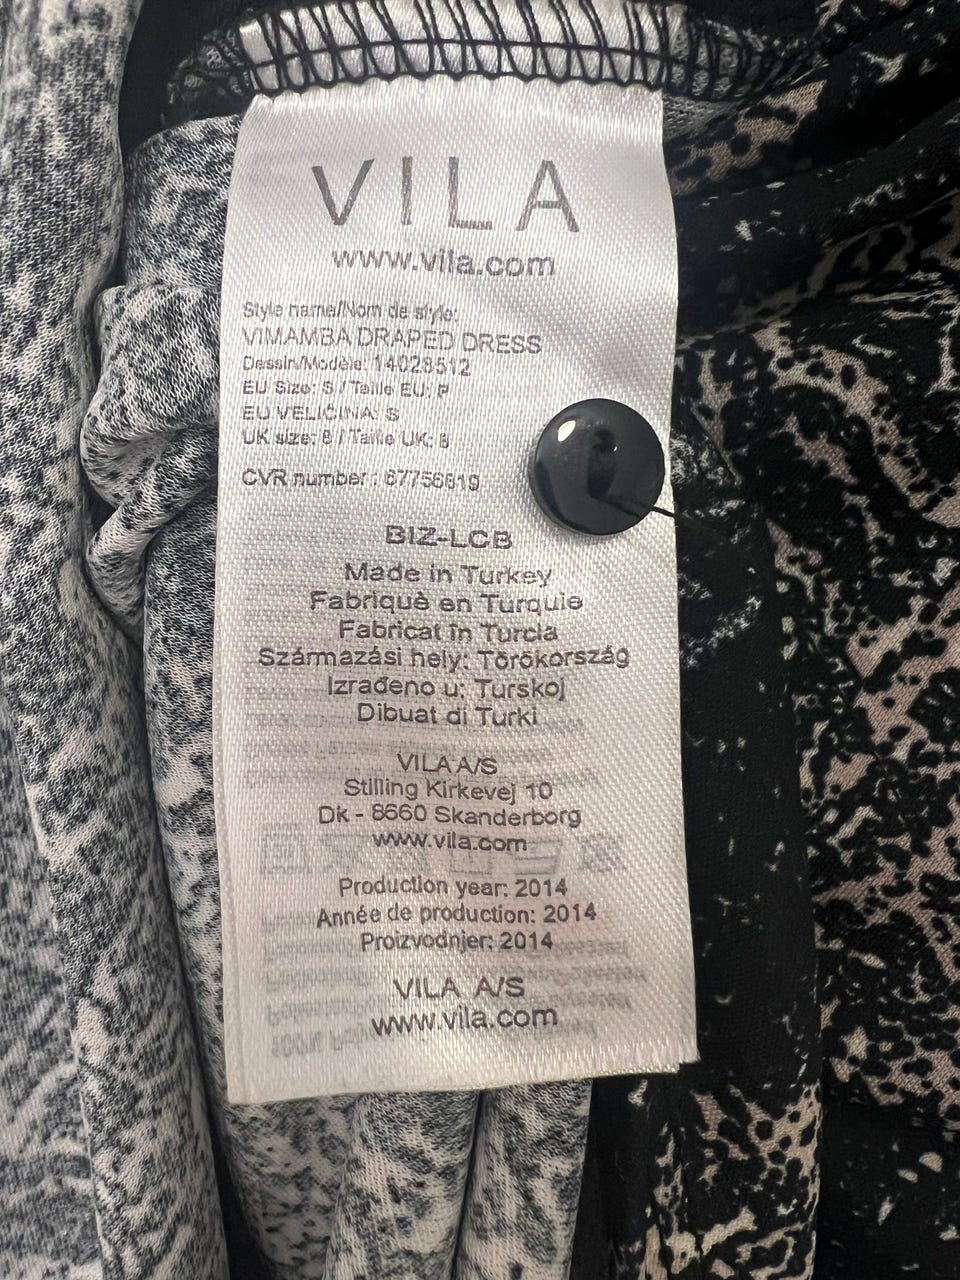 VILA
www.vila.com
Style name/Nom de style:
VIMAMBA DRAPED DRESS
Dessin/Modèle: 14028512
EU Size: S / Taille EU: P
EU VELIČINA: S
UK size: 8 / Taille UK: 8
CVR number : 67756819
BIZ-LCB
Made in Turkey
Fabriquè en Turquie
Fabricat în Turcia
Származási hely: Törökország
Izrađeno u: Turskoj
Dibuat di Turki
VILA A/S
Stilling Kirkevej 10
Dk - 8660 Skanderborg
www.vila.com
Production year: 2014
Année de production: 2014
Proizvodnjer: 2014
VILA A/S
www.vila.com